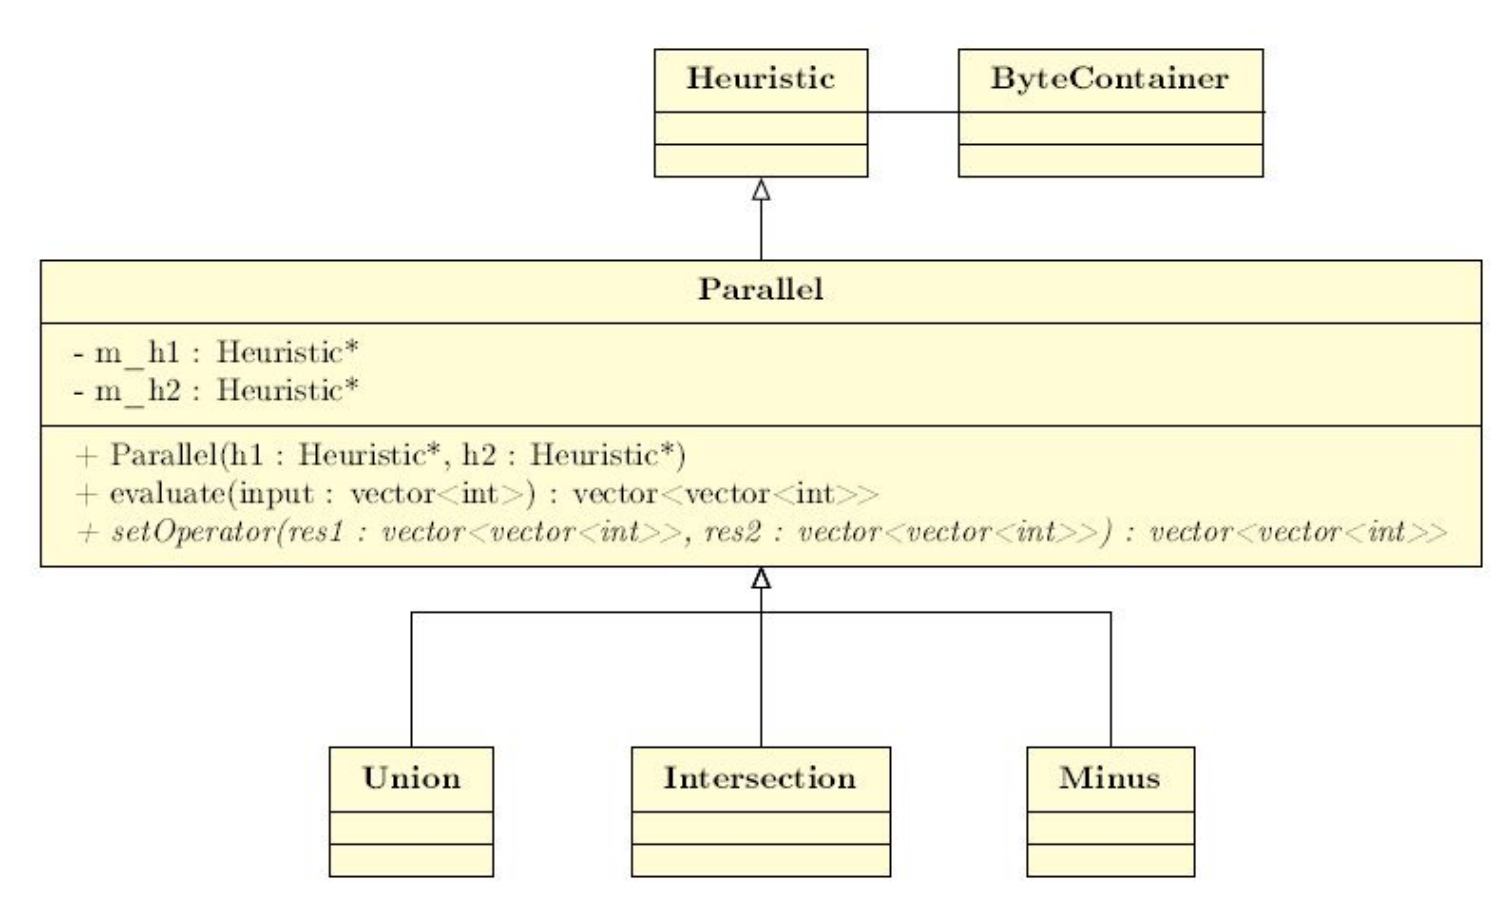 Heuristic
ByteContainer
Parallel
- m_h1 : Heuristic*
- m_h2 : Heuristic*
+ Parallel(h1 : Heuristic*, h2 : Heuristic*)
+ evaluate(input : vector<int>) : vector<vector<int>>
+ setOperator(res1 : vector<vector<int>>, res2 : vector<vector<int>>) : vector<vector<int>>
Union
Intersection
Minus